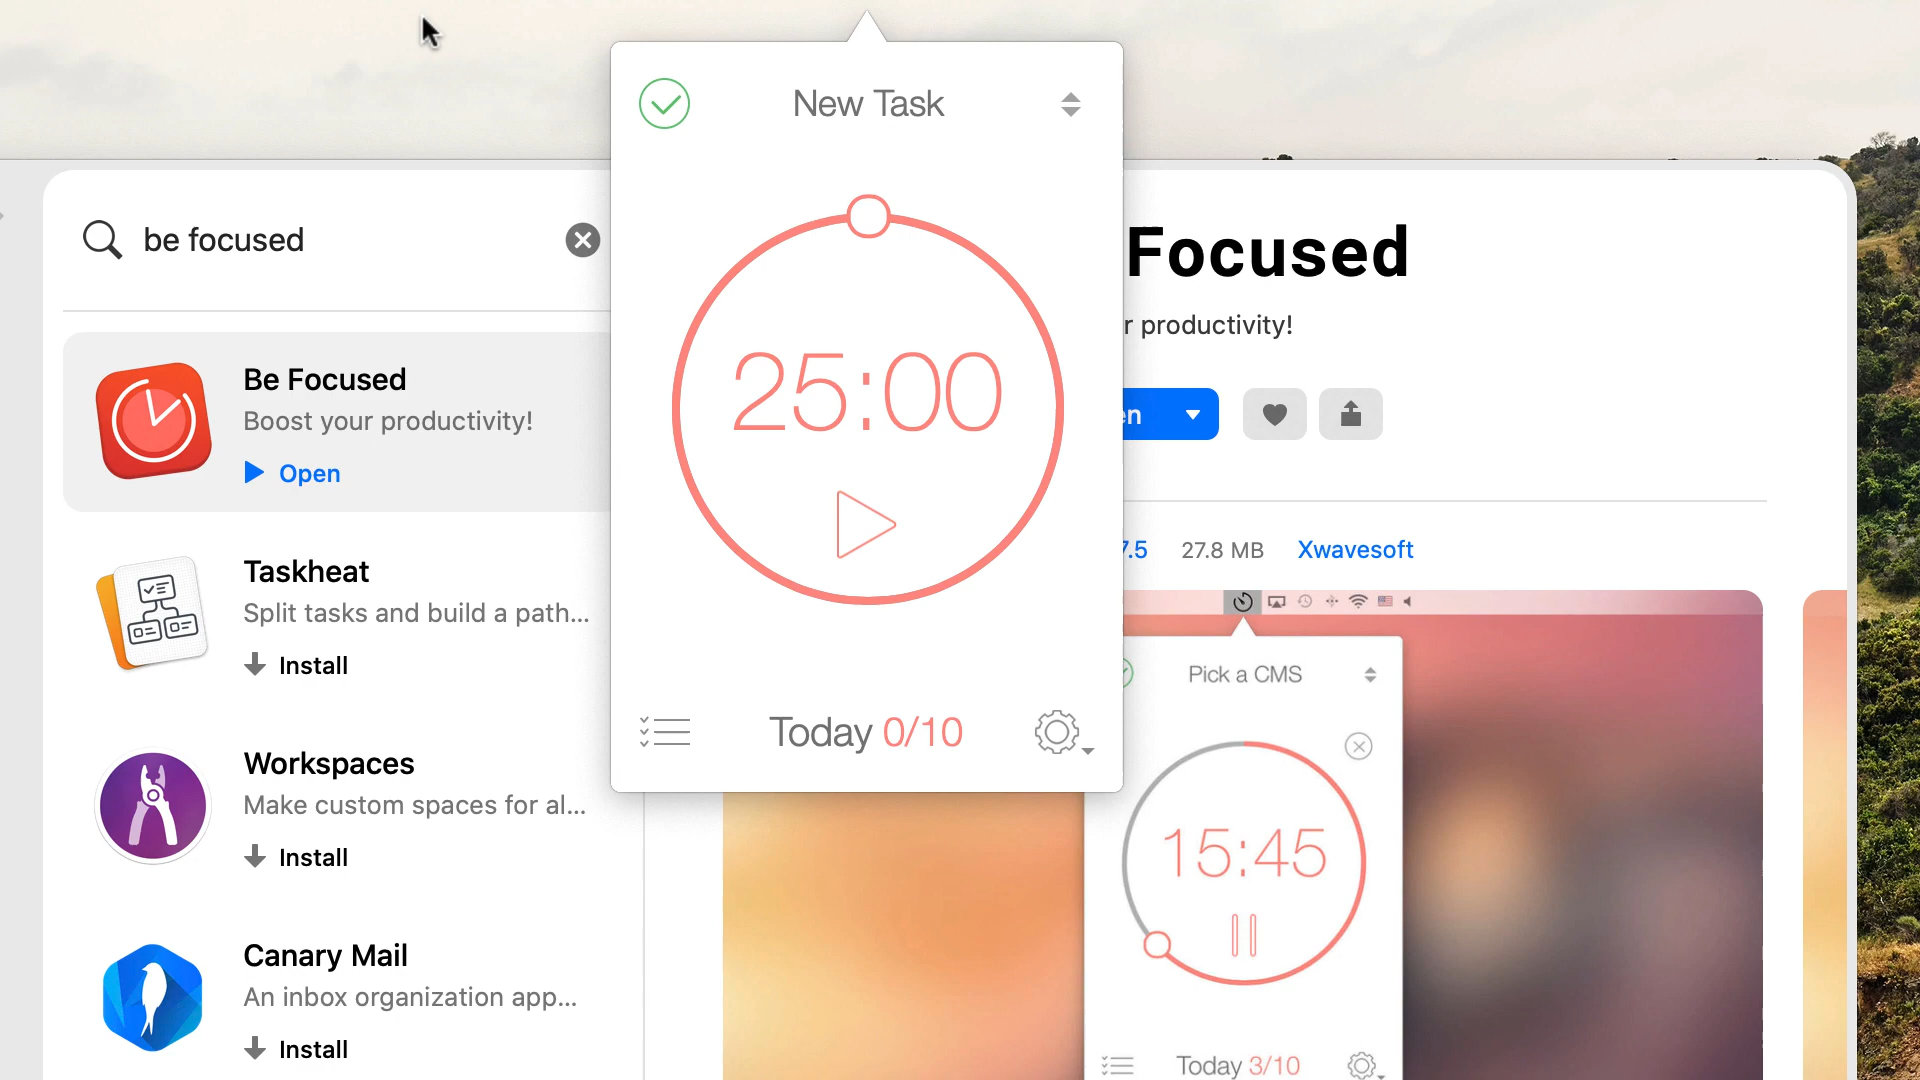 New Task
25:00
Today 0/10
be focused
Be Focused
Boost your productivity!
Open
Taskheat
Split tasks and build a path...
Install
Workspaces
Make custom spaces for al...
Install
Canary Mail
An inbox organization app...
Install
Focused
r productivity!
en
7.5 27.8 MB Xwavesoft
Pick a CMS
15:45
Today 3/10